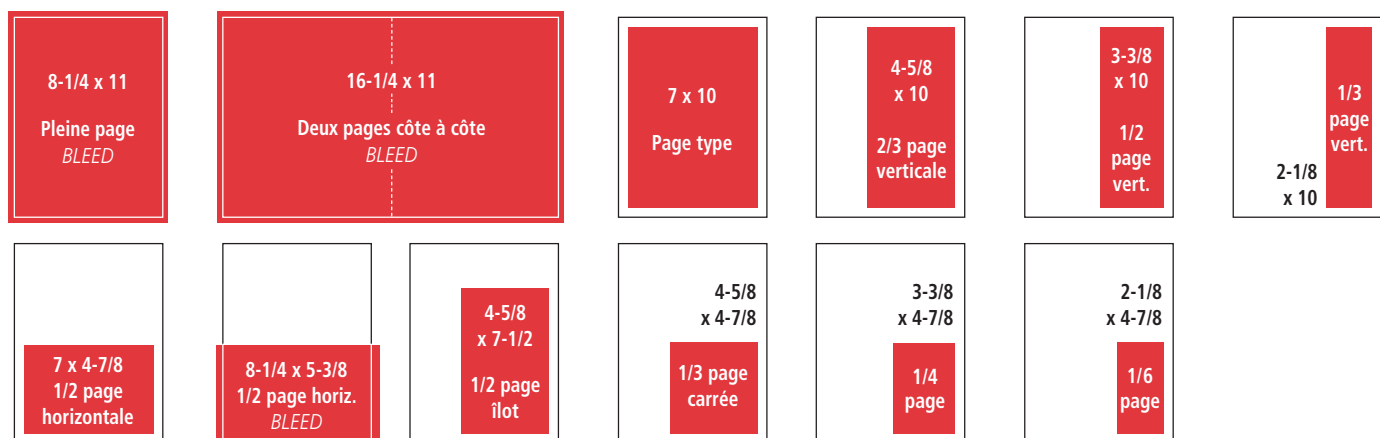 8-1/4 x 11
Pleine page
BLEED
16-1/4 x 11
Deux pages côte à côte
BLEED
7 x 10
Page type
4-5/8
x 10
2/3 page
verticale
3-3/8
x 10
1/2
page
vert.
1/3
page
vert.
2-1/8
x 10
7 x 4-7/8
1/2 page
horizontale
8-1/4 x 5-3/8
1/2 page horiz.
BLEED
4-5/8
x 7-1/2
1/2 page
îlot
4-5/8
x 4-7/8
1/3 page
carrée
3-3/8
x 4-7/8
1/4
page
2-1/8
x 4-7/8
1/6
page